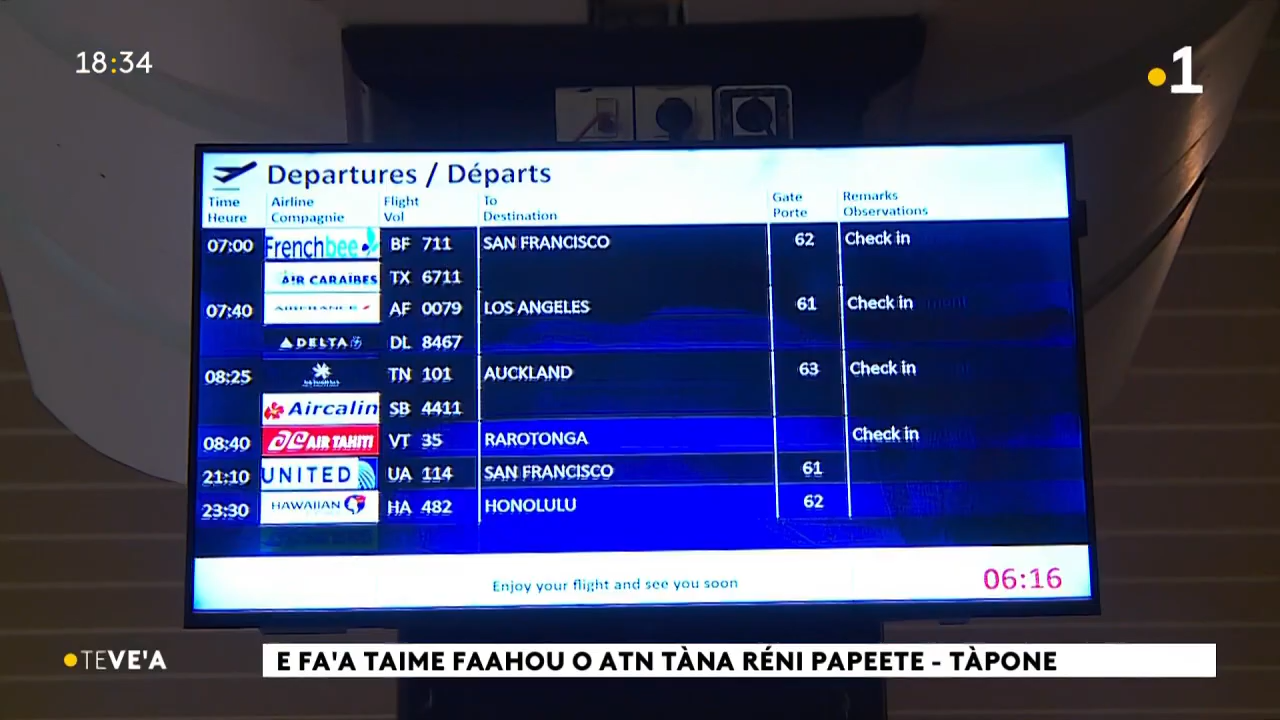 18:34
1
Departures / Départs
Time Airline Flight To Gate Remarks
Heure Compagnie Vol Destination Porte Observations
07:00 Frenchbee BF 711 SAN FRANCISCO 62 Check in
AIR CARAÏBES TX 6711
07:40 AIRFRANCE AF 0079 LOS ANGELES 61 Check in
DELTA DL 8467
08:25 TN 101 AUCKLAND 63 Check in
Aircalin SB 4411
08:40 AIR TAHITI VT 35 RAROTONGA Check in
21:10 UNITED UA 114 SAN FRANCISCO 61
23:30 HAWAIIAN HA 482 HONOLULU 62
Enjoy your flight and see you soon 06:16
TEVE'A E FA'A TAIME FAAHOU O ATN TÀNA RÉNI PAPEETE - TÀPONE